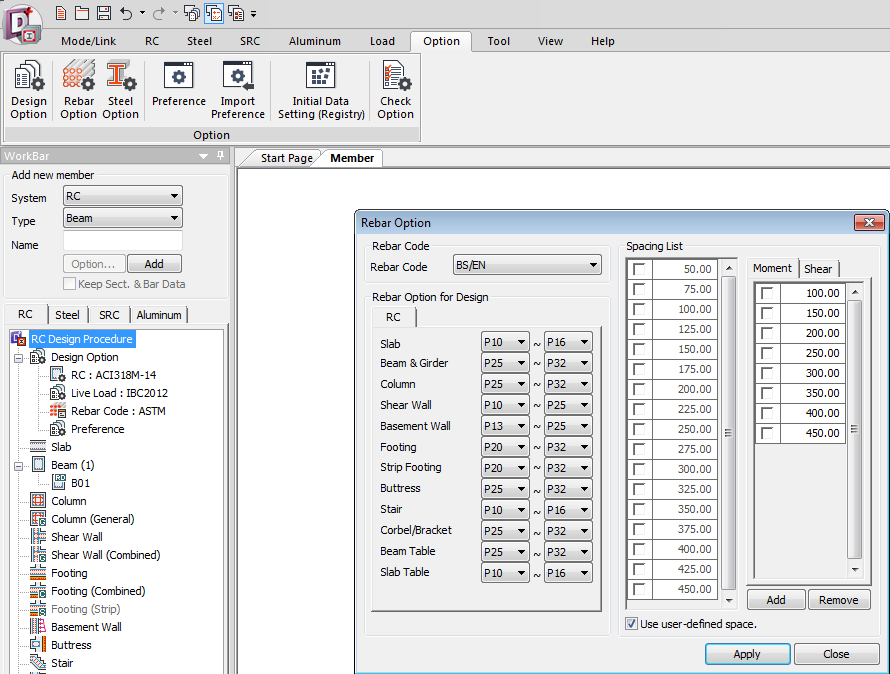 Mode/Link RC Steel SRC Aluminum Load Option Tool View Help
Design Option
Rebar Option
Steel Option
Preference
Import Preference
Initial Data Setting (Registry)
Check Option
Option
WorkBar
Add new member
System RC
Type Beam
Name
Option... Add
Keep Sect. & Bar Data
RC Steel SRC Aluminum
RC Design Procedure
Design Option
RC : ACI318M-14
Live Load : IBC2012
Rebar Code : ASTM
Preference
Slab
Beam (1)
B01
Column
Column (General)
Shear Wall
Shear Wall (Combined)
Footing
Footing (Combined)
Footing (Strip)
Basement Wall
Buttress
Stair
Start Page Member
Rebar Option
Rebar Code
Rebar Code BS/EN
Rebar Option for Design
RC
Slab P10 ~ P16
Beam & Girder P25 ~ P32
Column P25 ~ P32
Shear Wall P10 ~ P25
Basement Wall P13 ~ P25
Footing P20 ~ P32
Strip Footing P20 ~ P32
Buttress P25 ~ P32
Stair P10 ~ P16
Corbel/Bracket P25 ~ P32
Beam Table P25 ~ P32
Slab Table P10 ~ P16
Spacing List
50.00
75.00
100.00
125.00
150.00
175.00
200.00
225.00
250.00
275.00
300.00
325.00
350.00
375.00
400.00
425.00
450.00
Moment Shear
100.00
150.00
200.00
250.00
300.00
350.00
400.00
450.00
Add Remove
Use user-defined space.
Apply Close